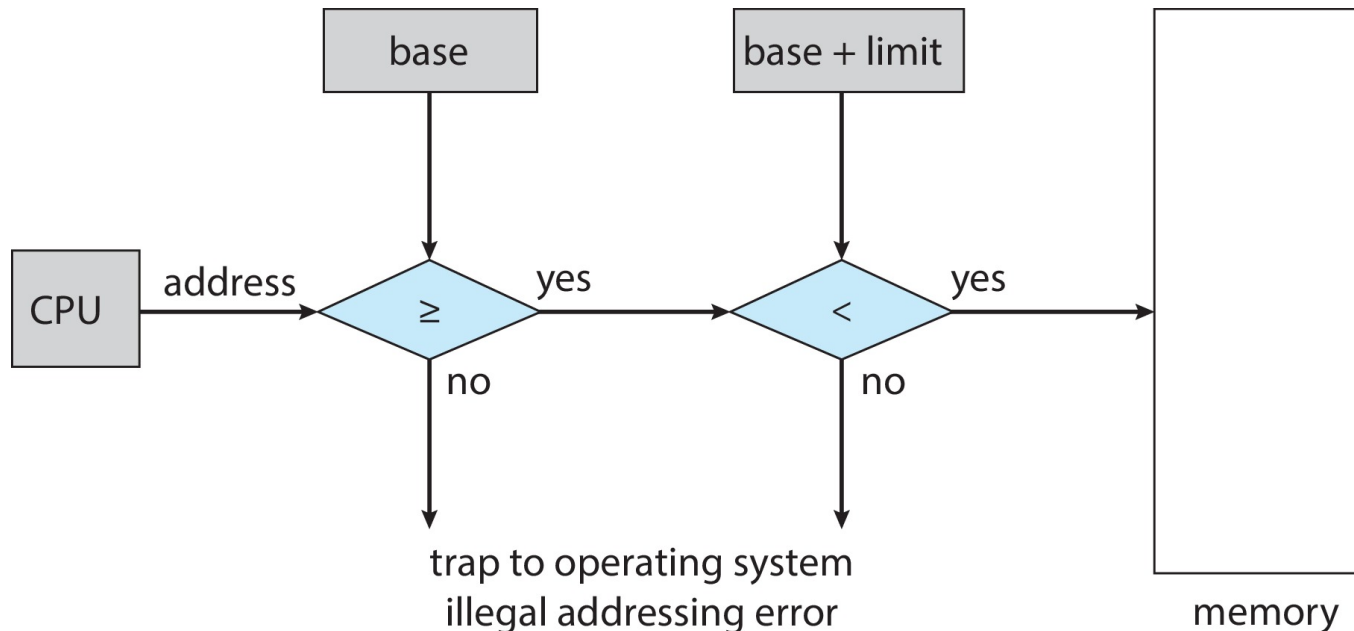 base
base + limit
CPU
address
≥
yes
<
yes
no
no
trap to operating system
illegal addressing error
memory